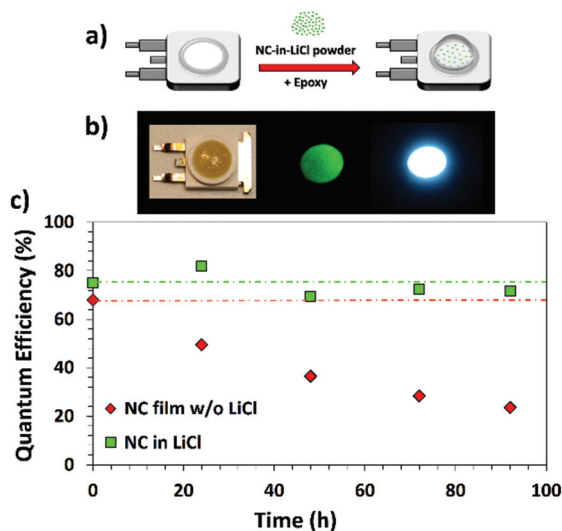 a)
NC-in-LiCl powder
+ Epoxy
b)
c)
Quantum Efficiency (%)
100
80
60
40
20
0
NC film w/o LiCl
NC in LiCl
0
20
40
60
80
100
Time (h)